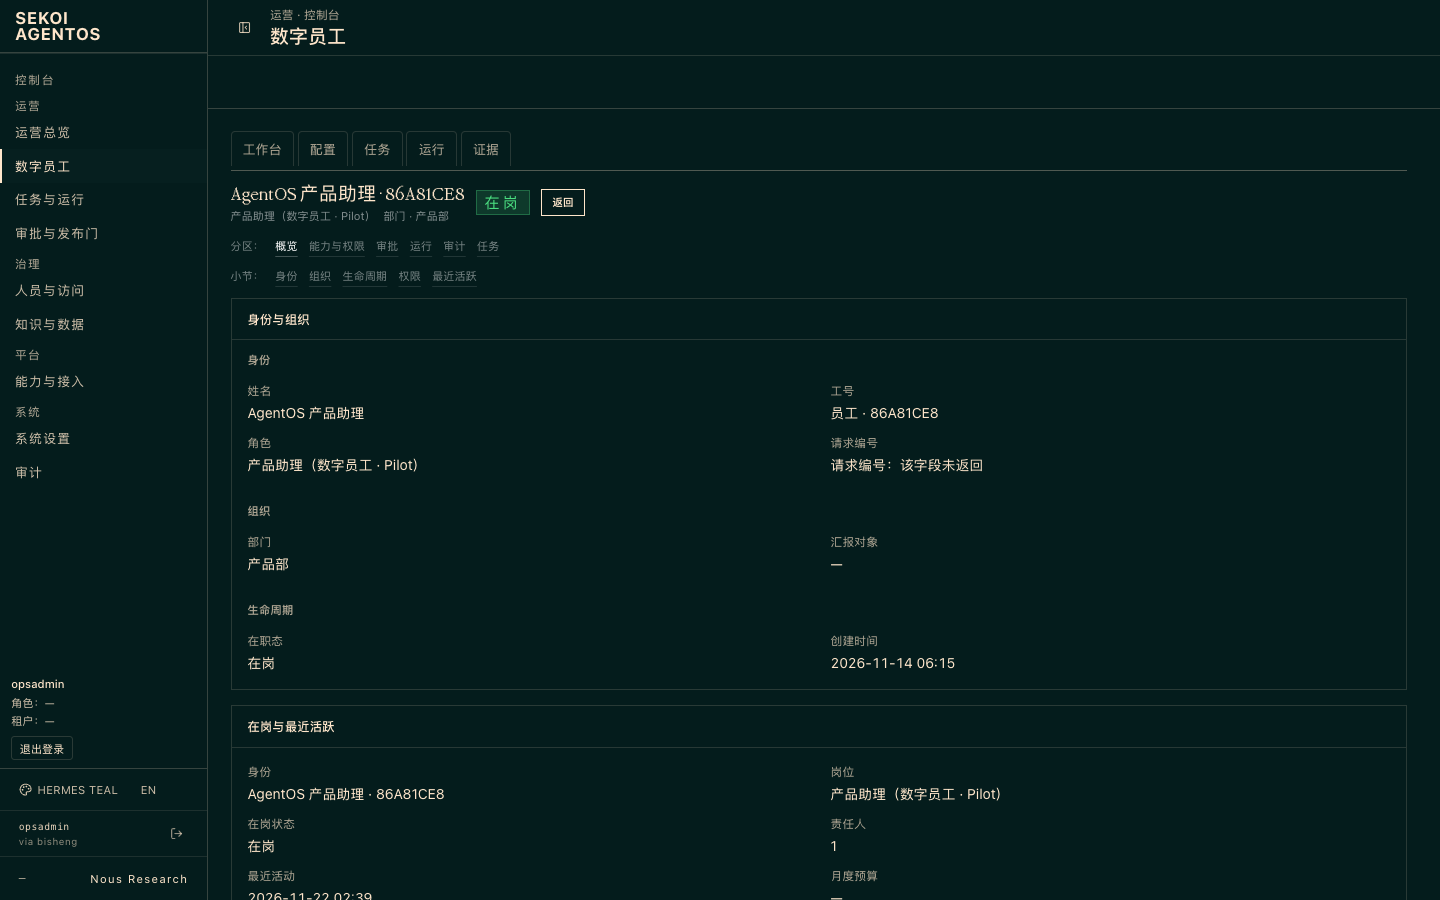 SEKOI
AGENTOS
控制台
运营
运营总览
数字员工
任务与运行
审批与发布门
治理
人员与访问
知识与数据
平台
能力与接入
系统
系统设置
审计
opsadmin
角色：—
租户：—
退出登录
HERMES TEAL EN
opsadmin
via bisheng
— Nous Research
运营 · 控制台
数字员工
工作台 配置 任务 运行 证据
AgentOS 产品助理 · 86A81CE8 在岗 返回
产品助理（数字员工 · Pilot） 部门 · 产品部
分区： 概览 能力与权限 审批 运行 审计 任务
小节： 身份 组织 生命周期 权限 最近活跃
身份与组织
身份
姓名 工号
AgentOS 产品助理 员工 · 86A81CE8
角色 请求编号
产品助理（数字员工 · Pilot） 请求编号：该字段未返回
组织
部门 汇报对象
产品部 —
生命周期
在职态 创建时间
在岗 2026-11-14 06:15
在岗与最近活跃
身份 岗位
AgentOS 产品助理 · 86A81CE8 产品助理（数字员工 · Pilot）
在岗状态 责任人
在岗 1
最近活动 月度预算
2026-11-22 02:39 —